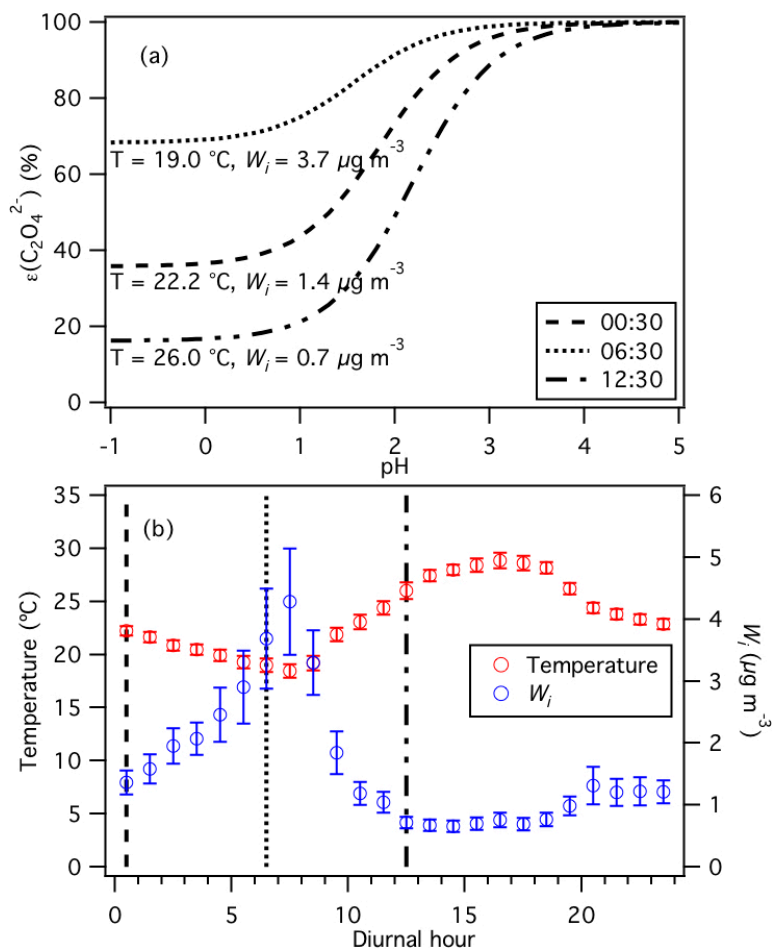 (a)
100
80
60
40
20
0
ε(C₂O₄²⁻) (%)
T = 19.0 °C, Wᵢ = 3.7 µg m⁻³
T = 22.2 °C, Wᵢ = 1.4 µg m⁻³
T = 26.0 °C, Wᵢ = 0.7 µg m⁻³
00:30
06:30
12:30
-1 0 1 2 3 4 5
pH
(b)
35
30
25
20
15
10
5
0
Temperature (°C)
Temperature
Wᵢ
6
5
4
3
2
1
0
Wᵢ (µg m⁻³)
0 5 10 15 20
Diurnal hour